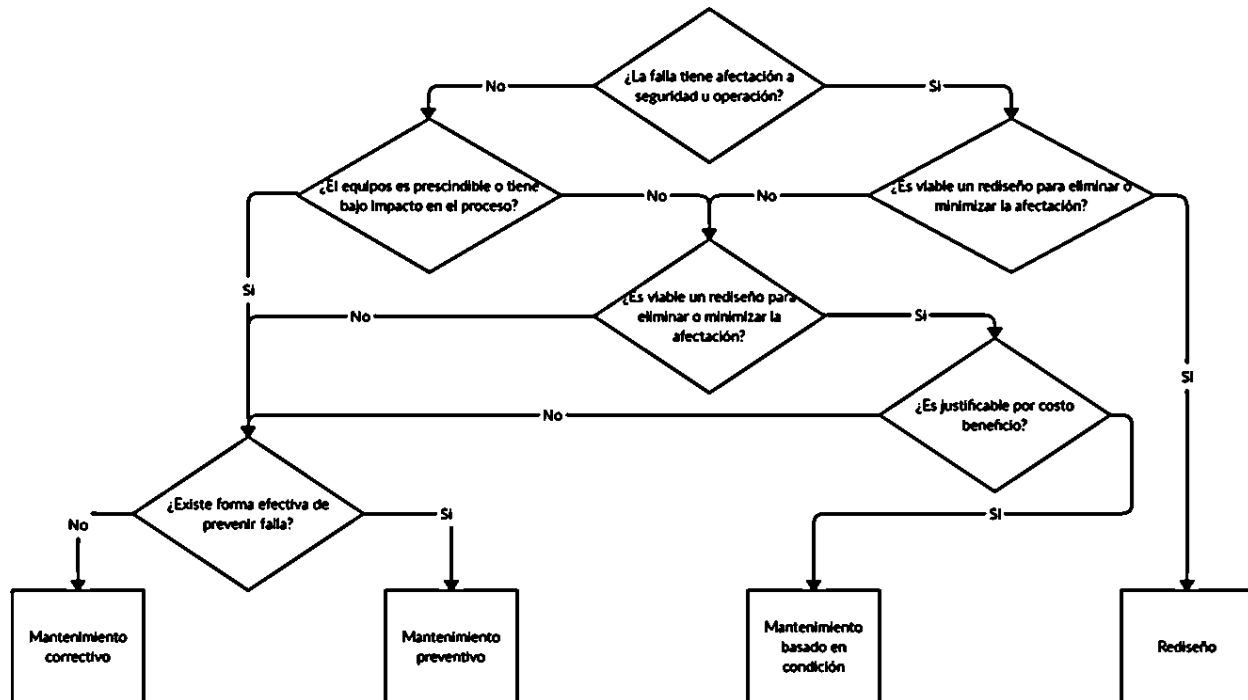 ¿La falla tiene afectación a
seguridad u operación?
No
Si
¿El equipos es prescindible o tiene
bajo impacto en el proceso?
No
No
¿Es viable un rediseño para eliminar o
minimizar la afectación?
Si
¿Es viable un rediseño para
eliminar o minimizar la
afectación?
No
Si
Si
¿Es justificable por costo
beneficio?
No
¿Existe forma efectiva de
prevenir falla?
No
Si
Si
Mantenimiento
correctivo
Mantenimiento
preventivo
Mantenimiento
basado en
condición
Rediseño